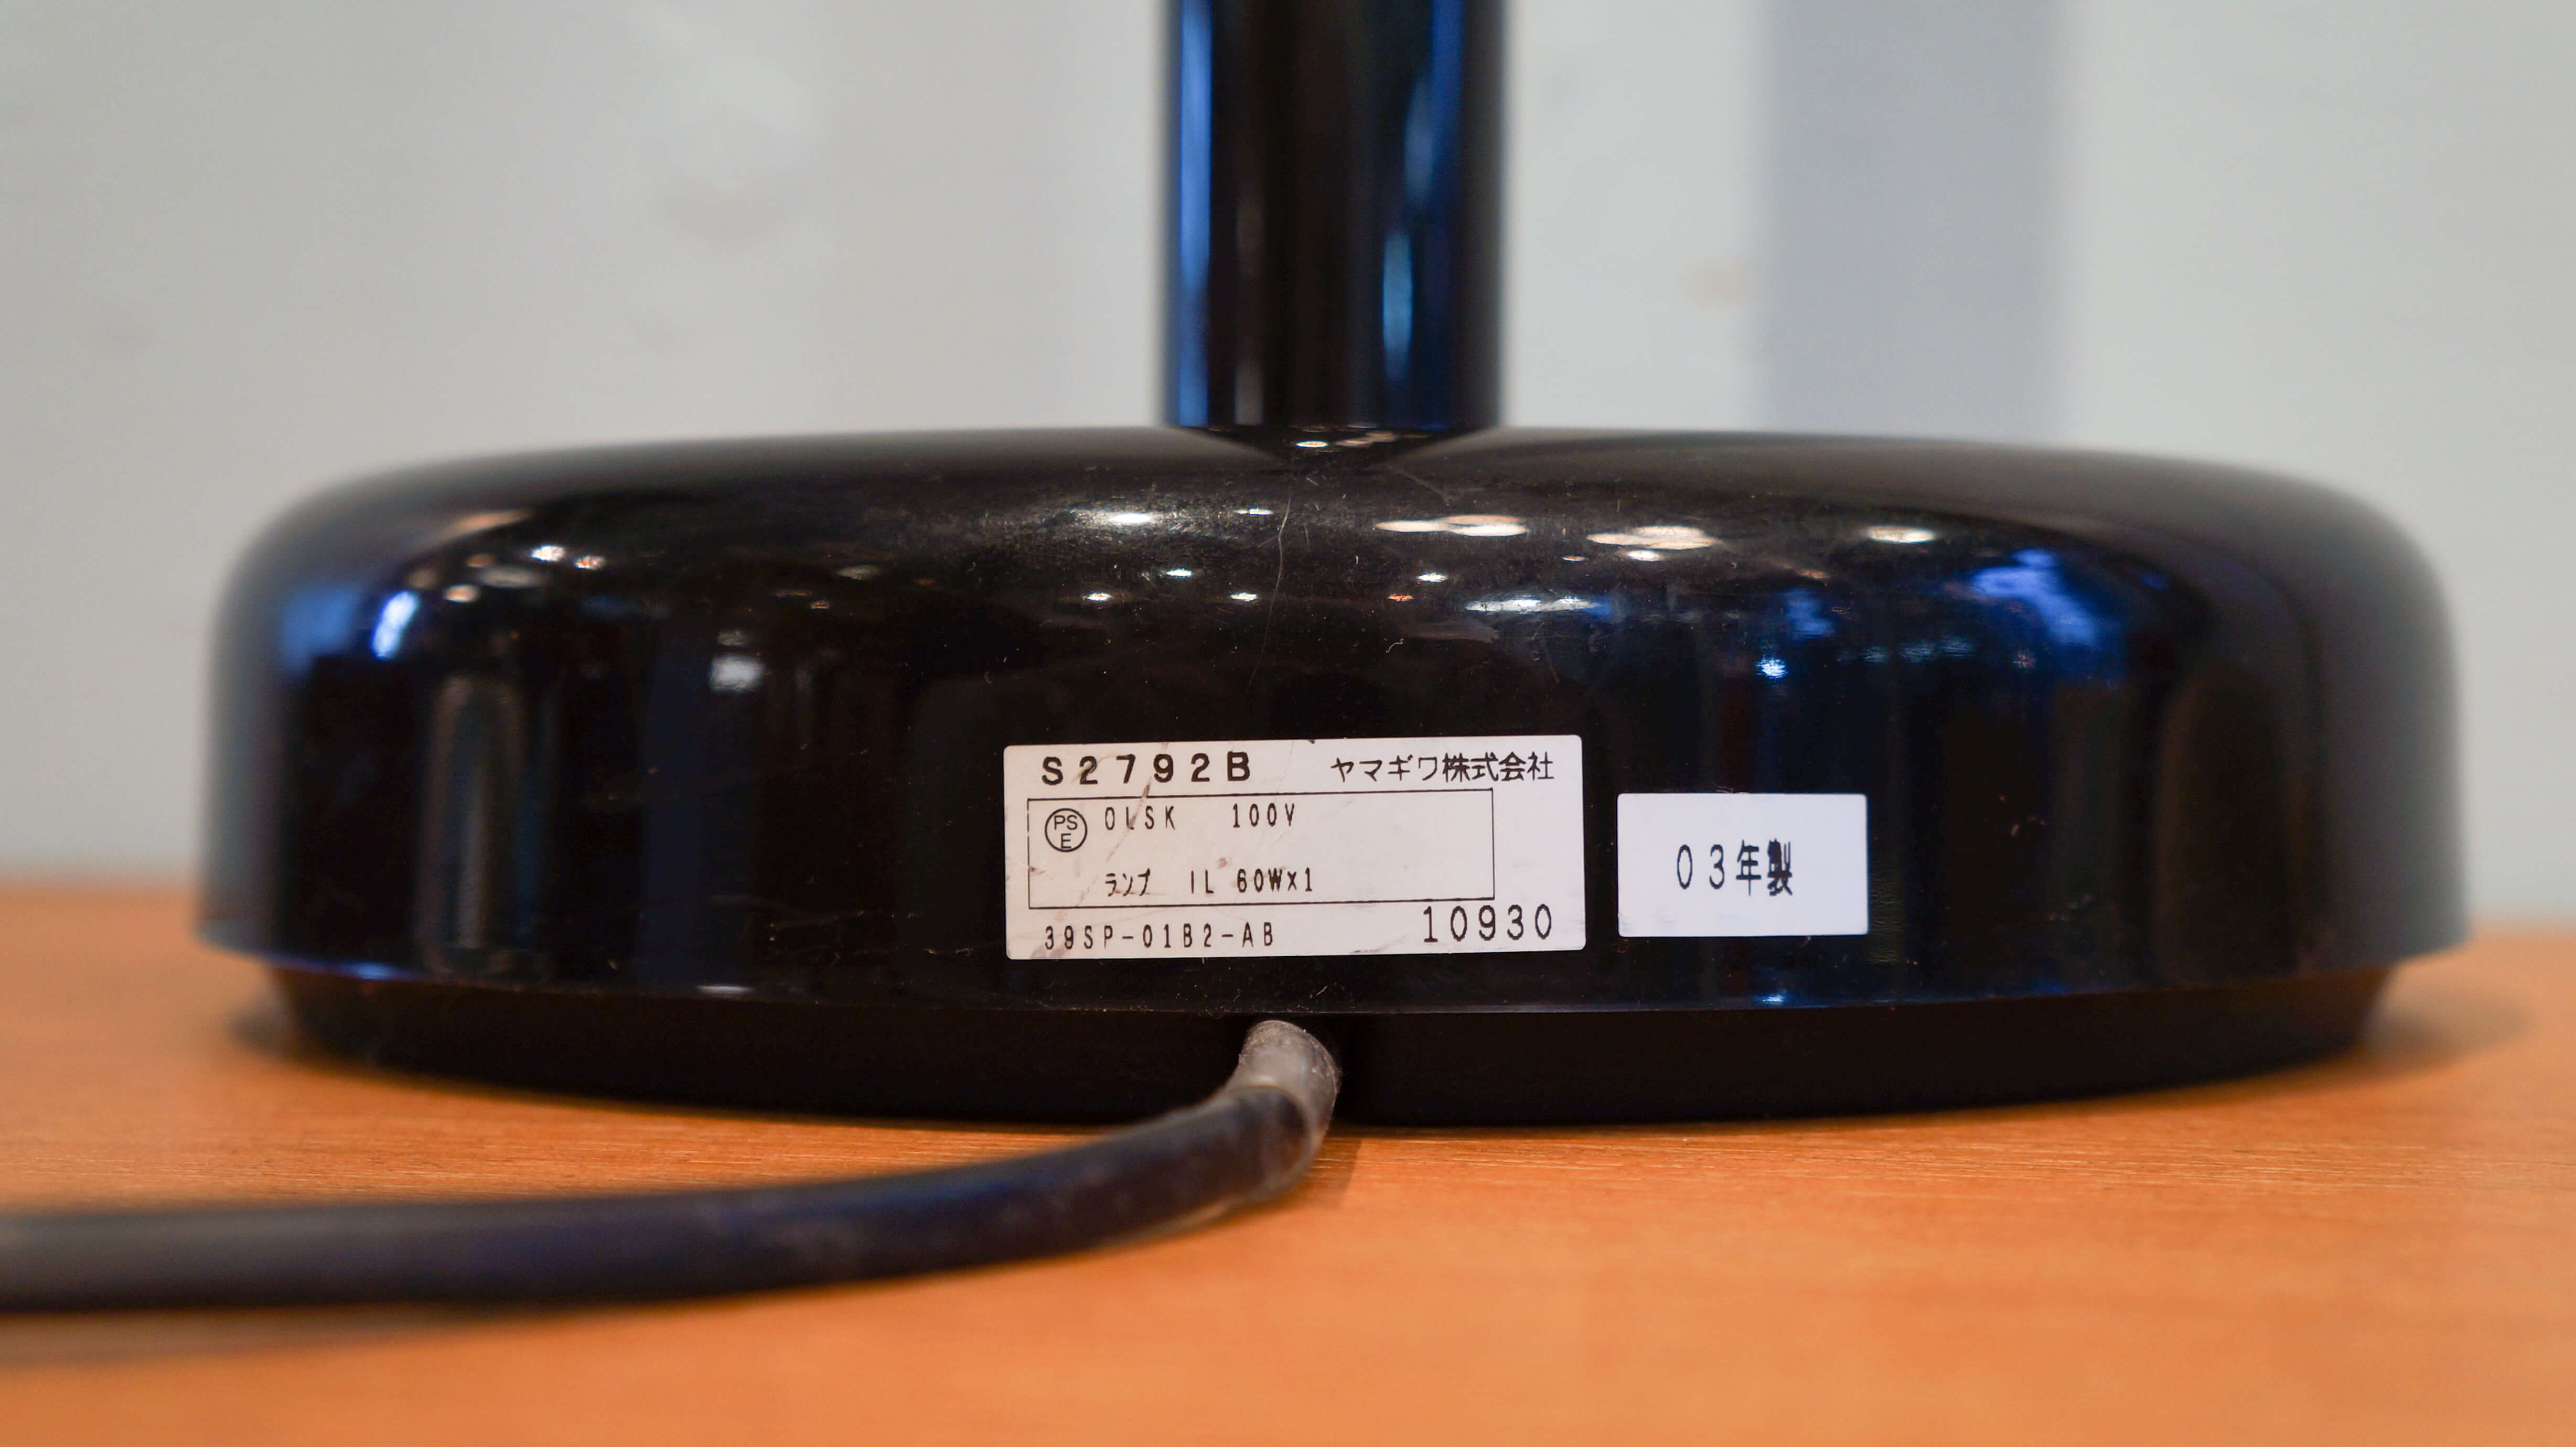 S2792B ヤマギワ株式会社
PS
E
OLSK 100V
ランプ IL 60W×1
39SP-01B2-AB 10930
03年製